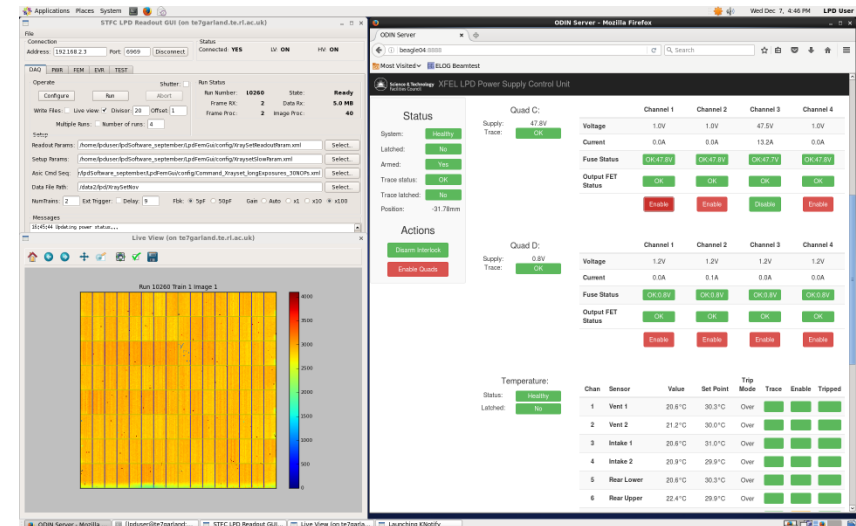 Applications Places System
Wed Dec 7, 4:46 PM LPD User
STFC LPD Readout GUI (on te7garland.te.rl.ac.uk)
File
Connection
Address: 192.168.2.3 Port: 6969 Disconnect
Status
Connected: YES LV: ON HV: ON
DAQ PWR FEM EVR TEST
Operate Shutter:
Configure Run Abort
Write Files: Live view: Divisor: 20 Offset: 1
Multiple Runs: Number of runs: 4
Run Status
Run Number: 10260 State: Ready
Frame RX: 2 Data Rx: 5.0 MB
Frame Proc: 2 Image Proc: 40
Setup
Readout Params: /home/lpduser/lpdSoftware_september/LpdFemGui/config/XraySetReadoutParam.xml Select..
Setup Params: /home/lpduser/lpdSoftware_september/LpdFemGui/config/XraysetSlowParam.xml Select..
Asic Cmd Seq: r/lpdSoftware_september/LpdFemGui/config/Command_Xrayset_longExposures_30NOPs.xml Select..
Data File Path: /data2/lpd/XraySetNov Select..
NumTrains: 2 Ext Trigger: Delay: 9 Fbk: 5pF 50pF Gain Auto x1 x10 x100
Messages
16:45:44 Updating power status...
Live View (on te7garland.te.rl.ac.uk)
Run 10260 Train 1 Image 1
4000
3500
3000
2500
2000
1500
1000
500
0
ODIN Server - Mozilla Firefox
ODIN Server
beagle04:8888 Search
Most Visited ELOG Beamtest
Science & Technology Facilities Council XFEL LPD Power Supply Control Unit
Status
System: Healthy
Latched: No
Armed: Yes
Trace status: OK
Trace latched: No
Position: -31.78mm
Actions
Disarm Interlock
Enable Quads
Quad C:
Supply: 47.8V
Trace: OK
Channel 1 Channel 2 Channel 3 Channel 4
Voltage 1.0V 1.0V 47.5V 1.0V
Current 0.0A 0.0A 13.2A 0.0A
Fuse Status OK:47.8V OK:47.8V OK:47.7V OK:47.8V
Output FET Status OK OK OK OK
Enable Enable Disable Enable
Quad D:
Supply: 0.8V
Trace: OK
Channel 1 Channel 2 Channel 3 Channel 4
Voltage 1.2V 1.2V 1.2V 1.2V
Current 0.0A 0.1A 0.0A 0.0A
Fuse Status OK:0.8V OK:0.8V OK:0.8V OK:0.8V
Output FET Status OK OK OK OK
Enable Enable Enable Enable
Temperature:
Status: Healthy
Latched: No
Chan Sensor Value Set Point Trip Mode Trace Enable Tripped
1 Vent 1 20.6°C 30.3°C Over
2 Vent 2 21.2°C 30.0°C Over
3 Intake 1 20.6°C 31.0°C Over
4 Intake 2 20.9°C 29.9°C Over
5 Rear Lower 20.6°C 30.3°C Over
6 Rear Upper 22.4°C 29.9°C Over
ODIN Server - Mozilla... [lpduser@te7garland:... STFC LPD Readout GUI... Live View (on te7garla... Launching KNotify